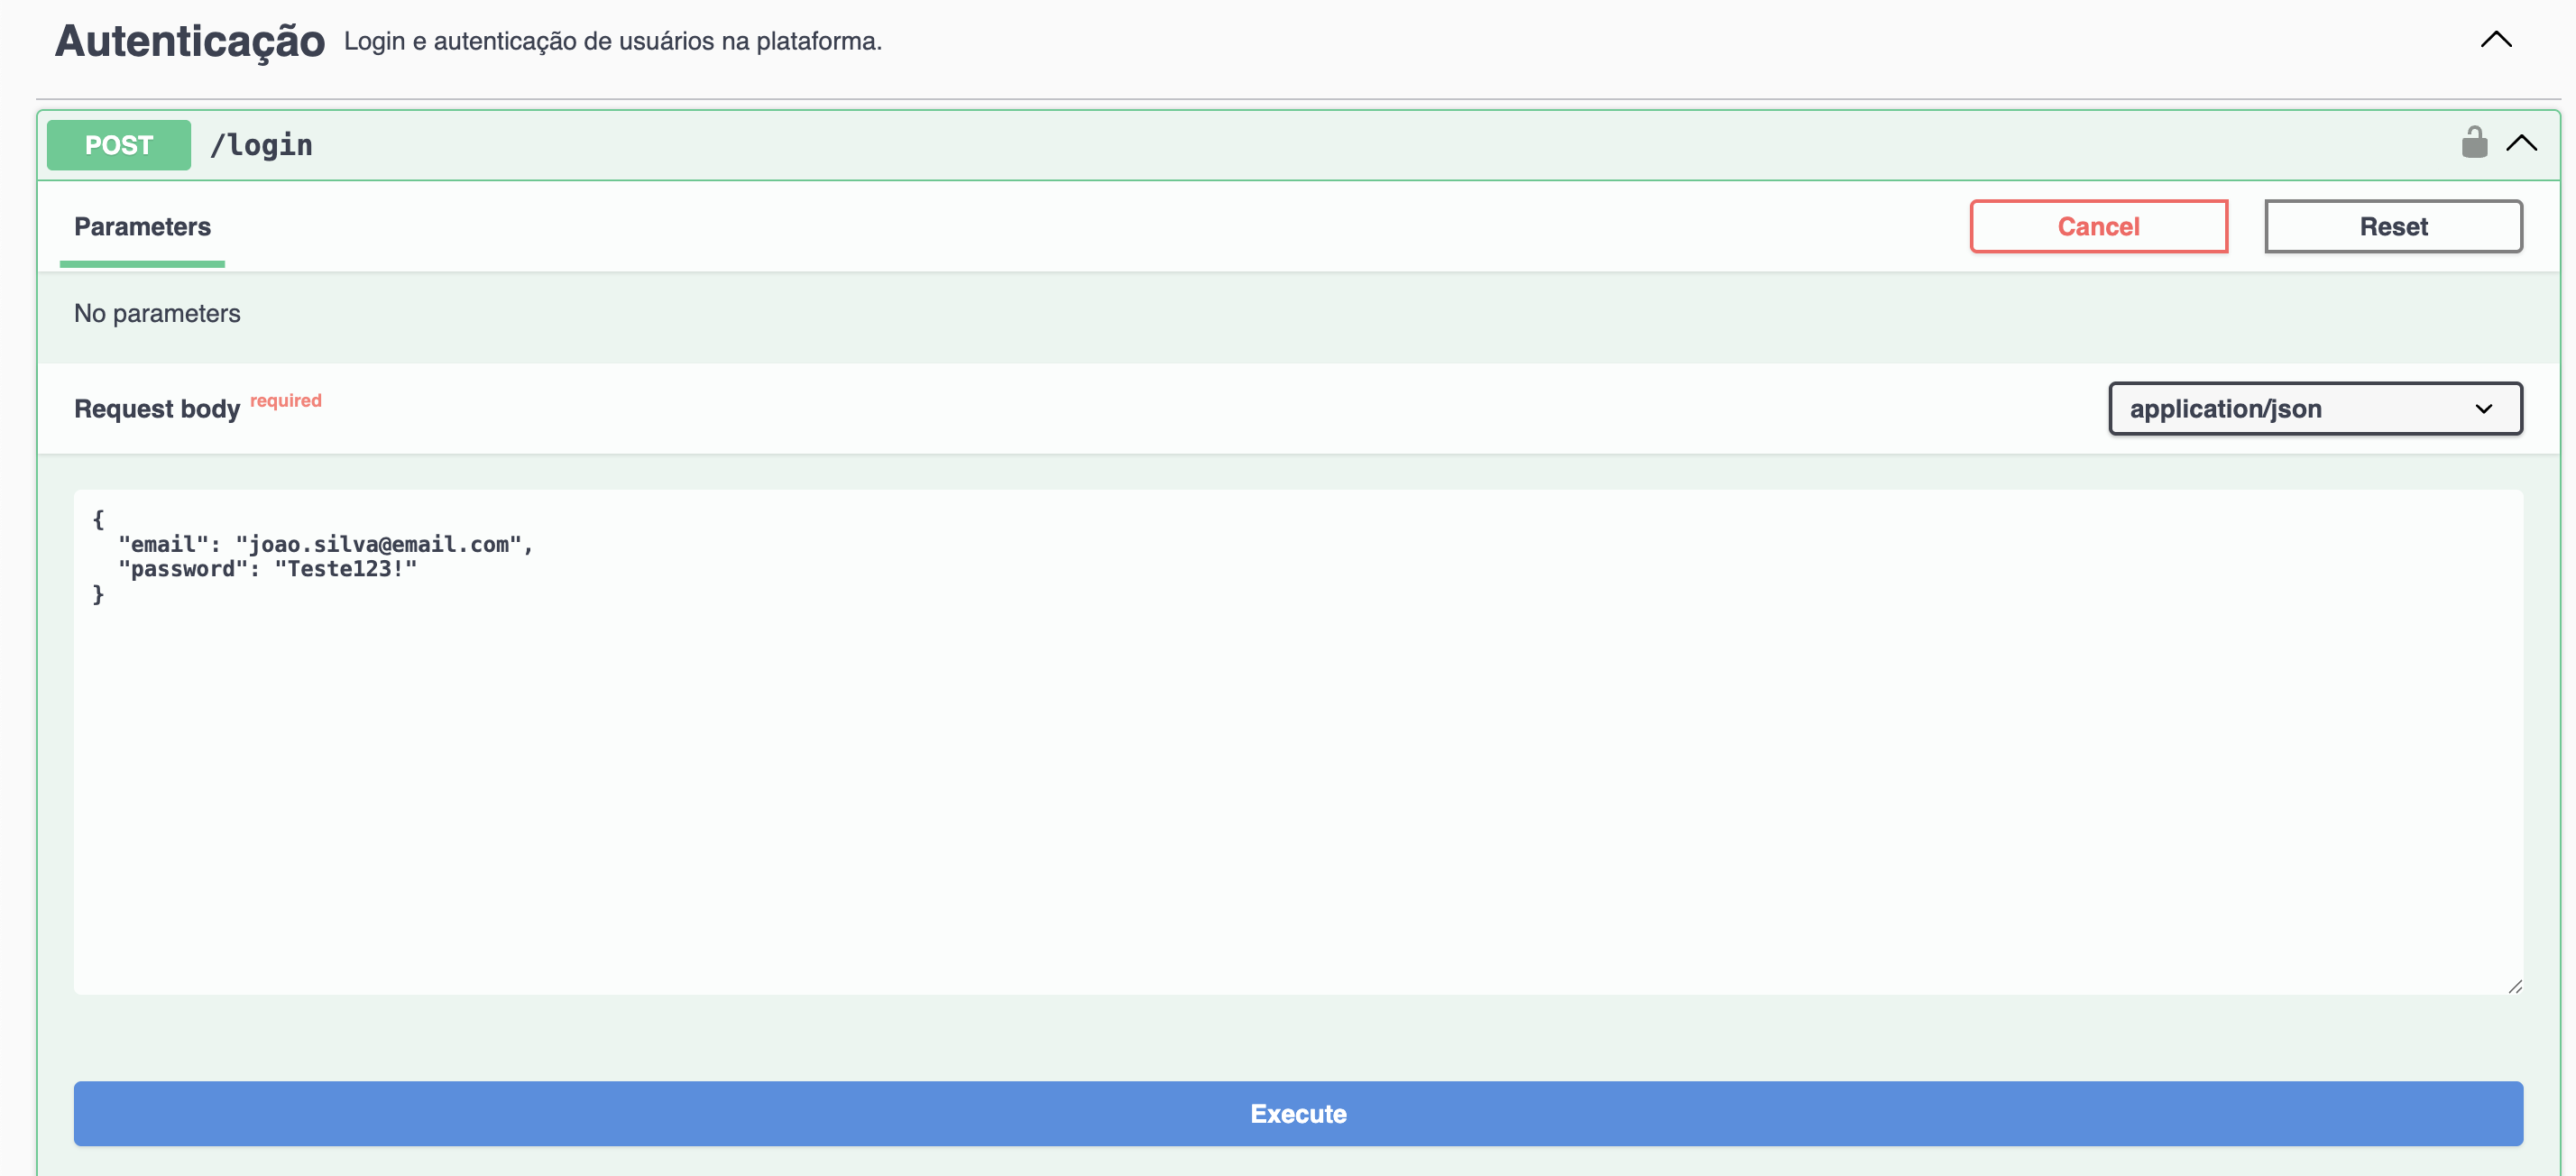 Autenticação Login e autenticação de usuários na plataforma.
POST /login
Parameters
Cancel
Reset
No parameters
Request body required
application/json
{
  "email": "joao.silva@email.com",
  "password": "Teste123!"
}
Execute